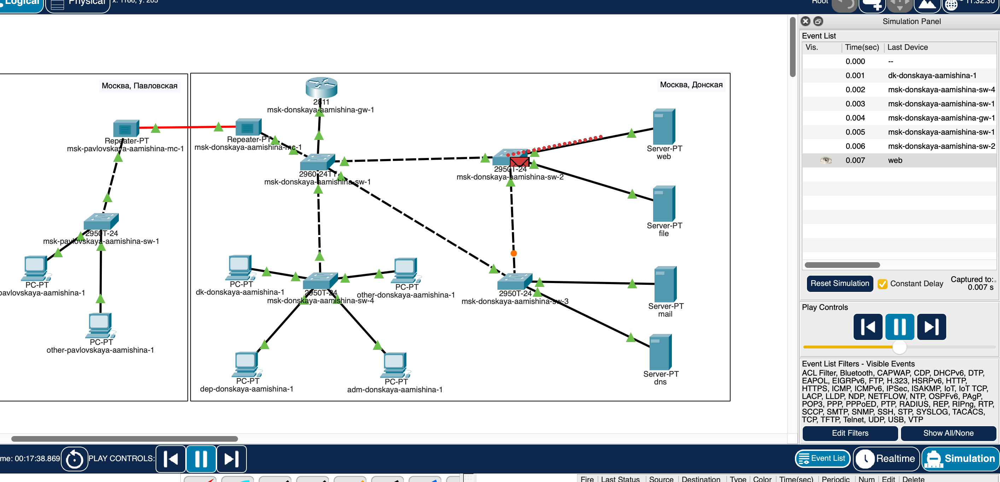 Logical
Physical
x: 1166, y: 205
Root
11:32:30
Simulation Panel
Event List
Vis. Time(sec) Last Device
0.000 --
0.001 dk-donskaya-aamishina-1
0.002 msk-donskaya-aamishina-sw-4
0.003 msk-donskaya-aamishina-sw-1
0.004 msk-donskaya-aamishina-gw-1
0.005 msk-donskaya-aamishina-sw-1
0.006 msk-donskaya-aamishina-sw-2
0.007 web
Reset Simulation
Constant Delay
Captured to:*
0.007 s
Play Controls
Event List Filters - Visible Events
ACL Filter, Bluetooth, CAPWAP, CDP, DHCPv6, DTP,
EAPOL, EIGRPv6, FTP, H.323, HSRPv6, HTTP,
HTTPS, ICMP, ICMPv6, IPSec, ISAKMP, IoT, IoT TCP,
LACP, LLDP, NDP, NETFLOW, NTP, OSPFv6, PAgP,
POP3, PPP, PPPoED, PTP, RADIUS, REP, RIPng, RTP,
SCCP, SMTP, SNMP, SSH, STP, SYSLOG, TACACS,
TCP, TFTP, Telnet, UDP, USB, VTP
Edit Filters
Show All/None
Москва, Павловская
Repeater-PT
msk-pavlovskaya-aamishina-mc-1
2950T-24
msk-pavlovskaya-aamishina-sw-1
PC-PT
pavlovskaya-aamishina-1
PC-PT
other-pavlovskaya-aamishina-1
Москва, Донская
2811
msk-donskaya-aamishina-gw-1
Repeater-PT
msk-donskaya-aamishina-mc-1
2960-24TT
msk-donskaya-aamishina-sw-1
2950T-24
msk-donskaya-aamishina-sw-2
Server-PT
web
Server-PT
file
PC-PT
dk-donskaya-aamishina-1
2950T-24
msk-donskaya-aamishina-sw-4
PC-PT
other-donskaya-aamishina-1
2950T-24
msk-donskaya-aamishina-sw-3
Server-PT
mail
Server-PT
dns
PC-PT
dep-donskaya-aamishina-1
PC-PT
adm-donskaya-aamishina-1
me: 00:17:38.869
PLAY CONTROLS:
Event List
Realtime
Simulation
Fire Last Status Source Destination Type Color Time(sec) Periodic Num Edit Delete